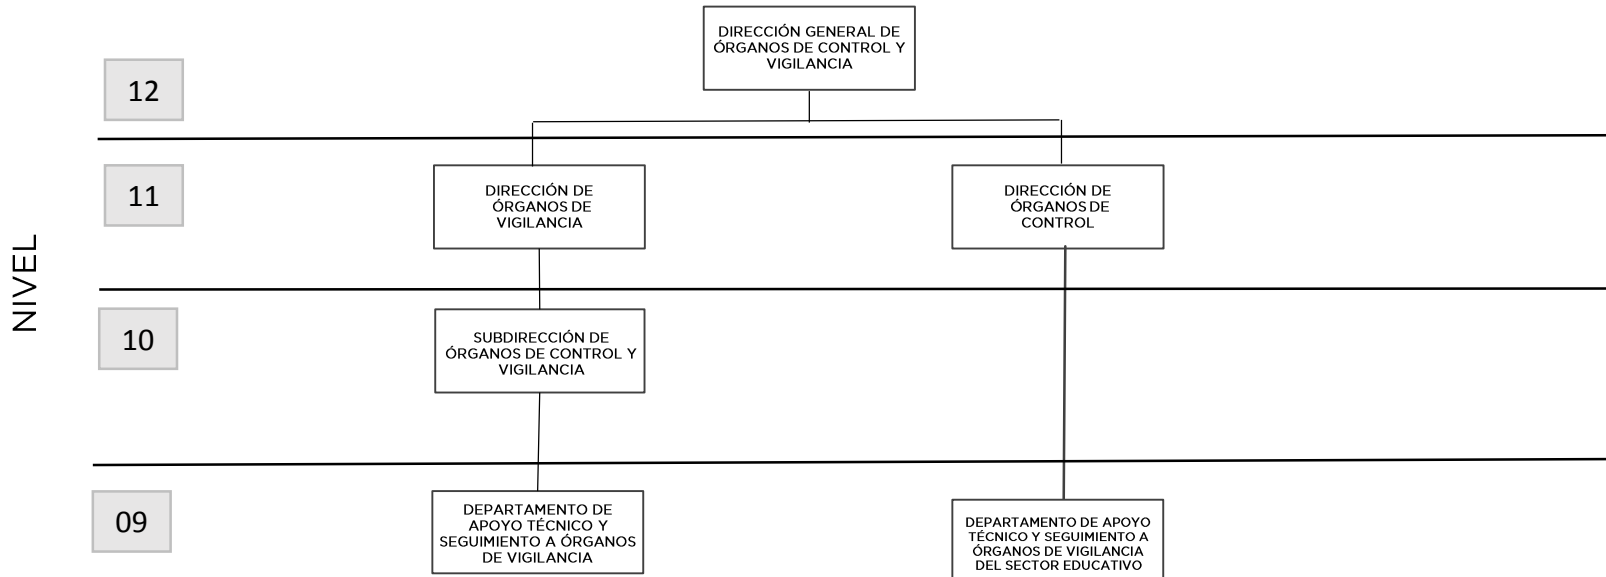 DIRECCIÓN GENERAL DE
ÓRGANOS DE CONTROL Y
VIGILANCIA
12
NIVEL
11
DIRECCIÓN DE
ÓRGANOS DE
VIGILANCIA
DIRECCIÓN DE
ÓRGANOS DE
CONTROL
10
SUBDIRECCIÓN DE
ÓRGANOS DE CONTROL Y
VIGILANCIA
09
DEPARTAMENTO DE
APOYO TÉCNICO Y
SEGUIMIENTO A ÓRGANOS
DE VIGILANCIA
DEPARTAMENTO DE APOYO
TÉCNICO Y SEGUIMIENTO A
ÓRGANOS DE VIGILANCIA
DEL SECTOR EDUCATIVO